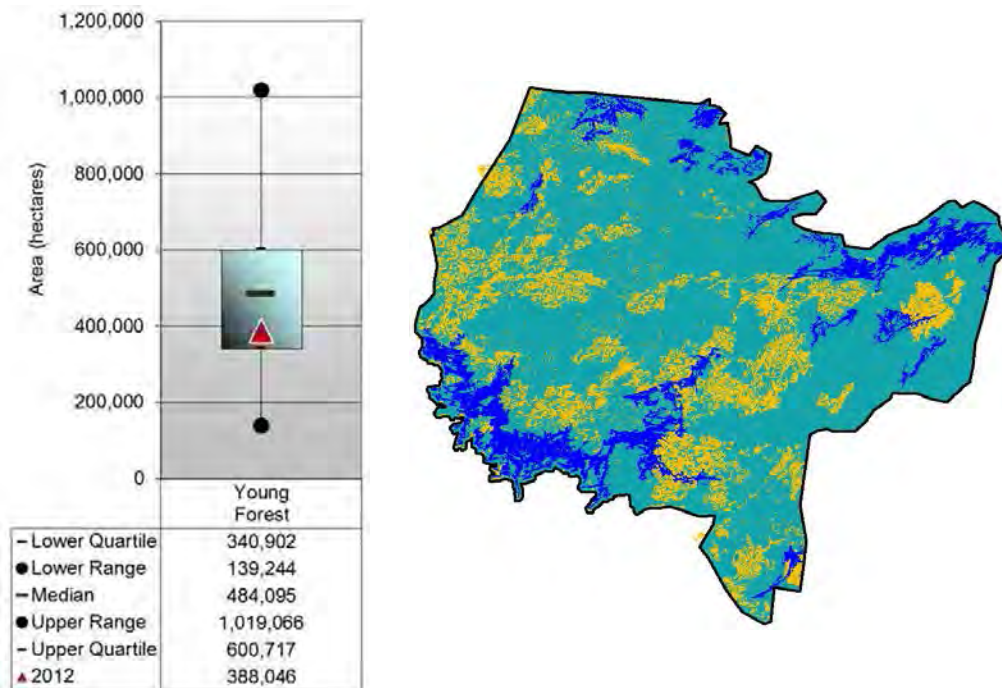 1,200,000
1,000,000
800,000
600,000
400,000
200,000
0
Area (hectares)
Young
Forest
Lower Quartile 340,902
Lower Range 139,244
Median 484,095
Upper Range 1,019,066
Upper Quartile 600,717
2012 388,046